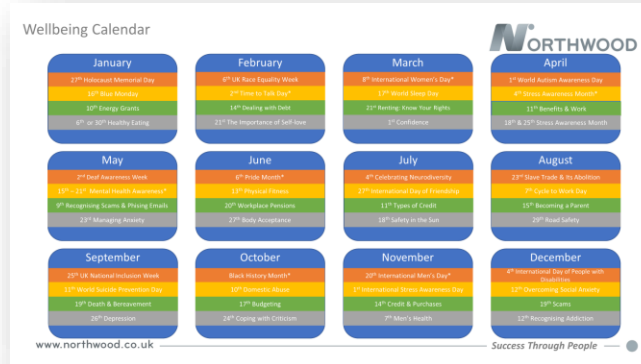 Wellbeing Calendar
NORTHWOOD
January
27th Holocaust Memorial Day
16th Blue Monday
10th Energy Grants
6th or 30th Healthy Eating
February
6th UK Race Equality Week
2nd Time to Talk Day*
14th Dealing with Debt
21st The Importance of Self-love
March
8th International Women's Day*
17th World Sleep Day
21st Renting: Know Your Rights
1st Confidence
April
1st World Autism Awareness Day
4th Stress Awareness Month*
11th Benefits & Work
18th & 25th Stress Awareness Month
May
2nd Deaf Awareness Week
15th – 21st Mental Health Awareness*
9th Recognising Scams & Phising Emails
23rd Managing Anxiety
June
6th Pride Month*
13th Physical Fitness
20th Workplace Pensions
27th Body Acceptance
July
4th Celebrating Neurodiversity
27th International Day of Friendship
11th Types of Credit
18th Safety in the Sun
August
23rd Slave Trade & Its Abolition
7th Cycle to Work Day
15th Becoming a Parent
29th Road Safety
September
25th UK National Inclusion Week
12th World Suicide Prevention Day
19th Death & Bereavement
26th Depression
October
Black History Month*
10th Domestic Abuse
17th Budgeting
24th Coping with Criticism
November
20th International Men's Day*
1st International Stress Awareness Day
14th Credit & Purchases
7th Men's Health
December
4th International Day of People with
Disabilities
12th Overcoming Social Anxiety
19th Scams
12th Recognising Addiction
www.northwood.co.uk
Success Through People